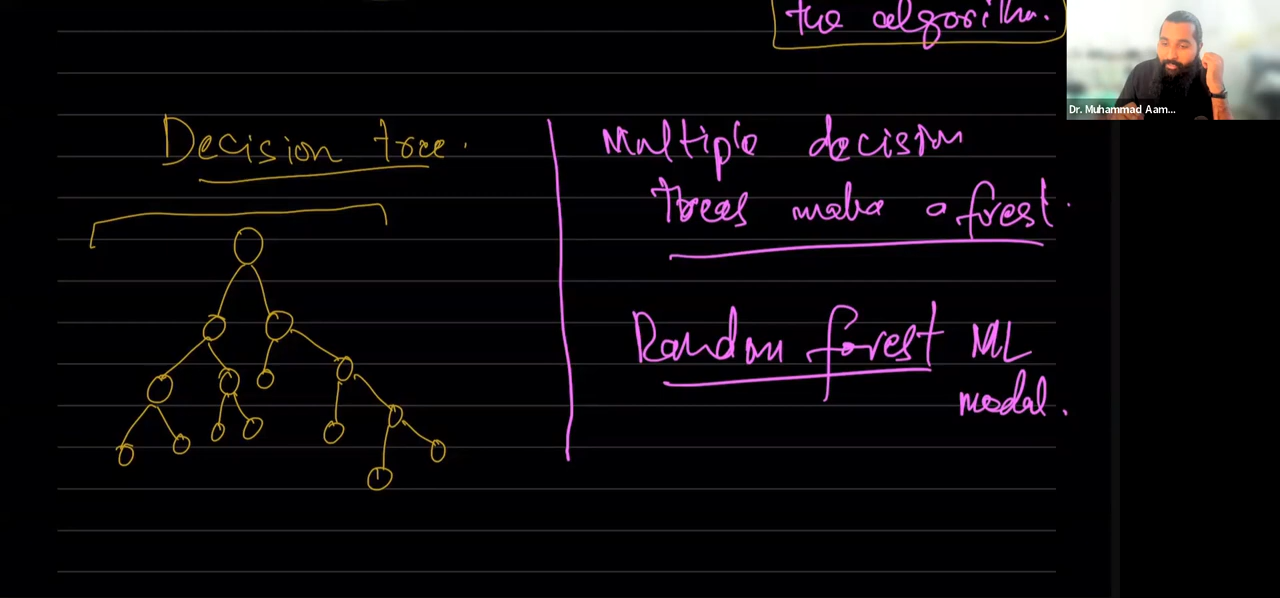 the algorithm.
Dr. Muhammad Aam...
Decision tree.
Multiple decision
trees make a forest.
Random forest ML
model.